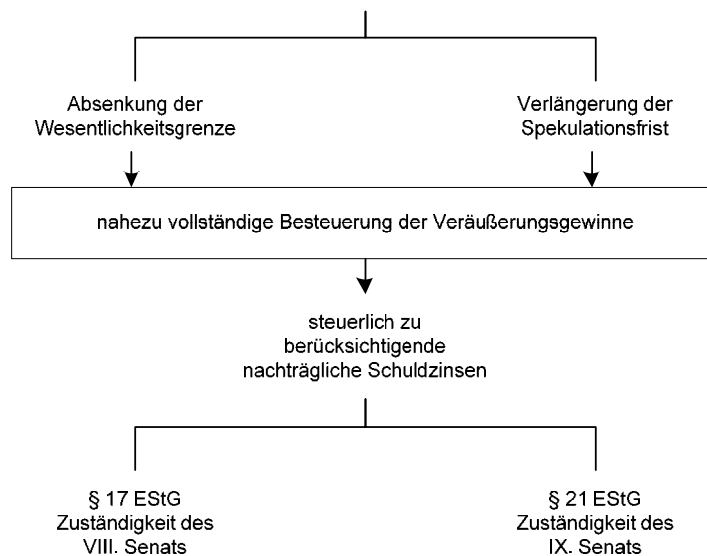 Absenkung der
Wesentlichkeitsgrenze
Verlängerung der
Spekulationsfrist
nahezu vollständige Besteuerung der Veräußerungsgewinne
steuerlich zu
berücksichtigende
nachträgliche Schuldzinsen
§ 17 EStG
Zuständigkeit des
VIII. Senats
§ 21 EStG
Zuständigkeit des
IX. Senats